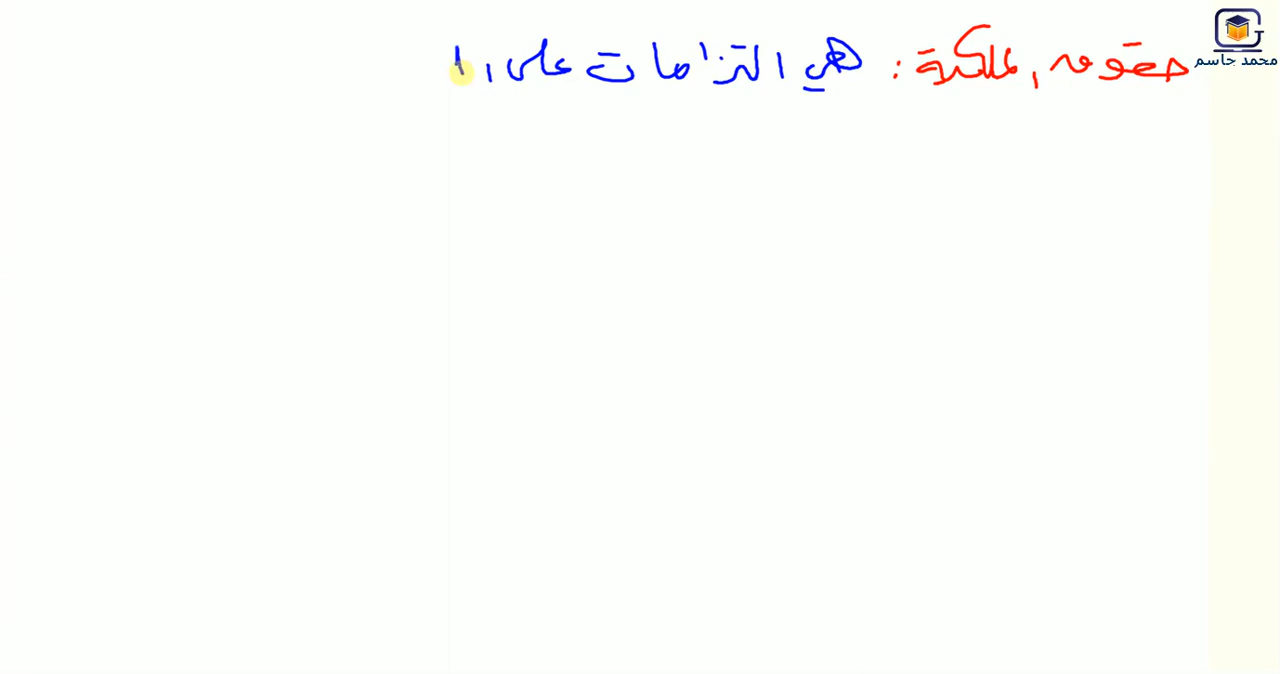 حقوق الملكية : هي التزامات على ا
محمد جاسم